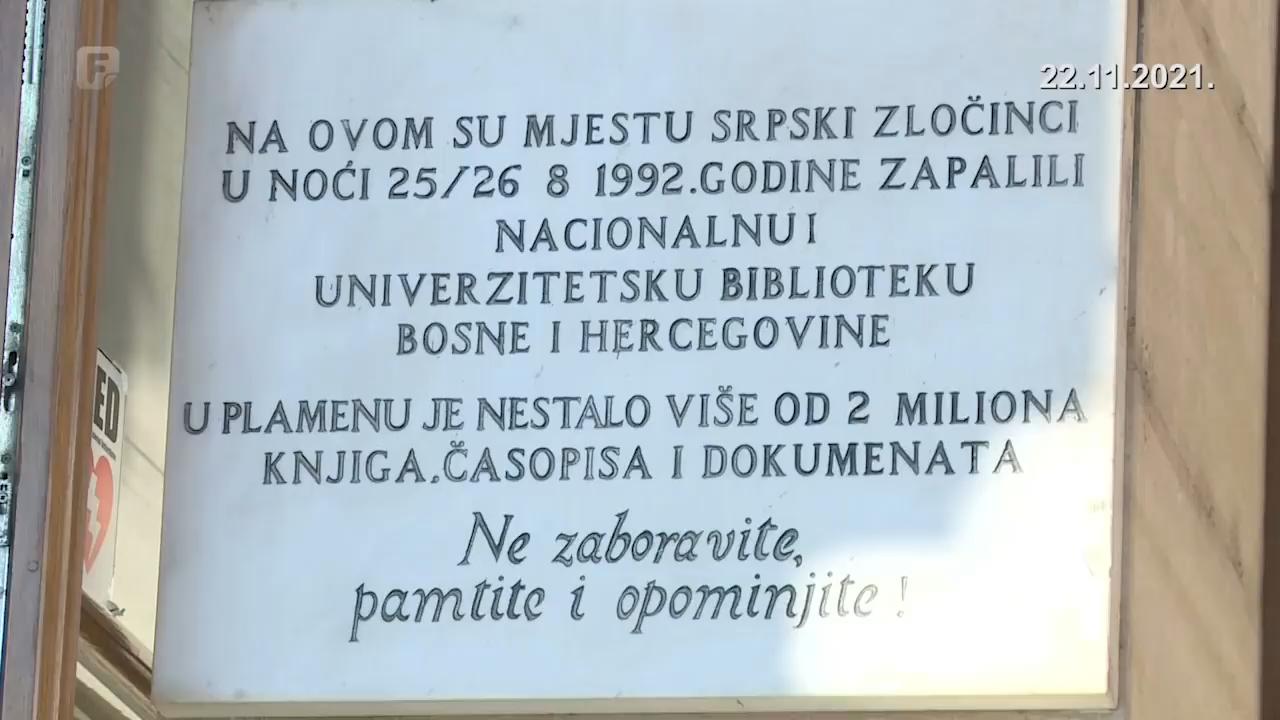 F
22.11.2021.
NA OVOM SU MJESTU SRPSKI ZLOČINCI
U NOĆI 25/26 8 1992.GODINE ZAPALILI
NACIONALNU I
UNIVERZITETSKU BIBLIOTEKU
BOSNE I HERCEGOVINE
U PLAMENU JE NESTALO VIŠE OD 2 MILIONA
KNJIGA.ČASOPISA I DOKUMENATA
Ne zaboravite,
pamtite i opominjite !
ED